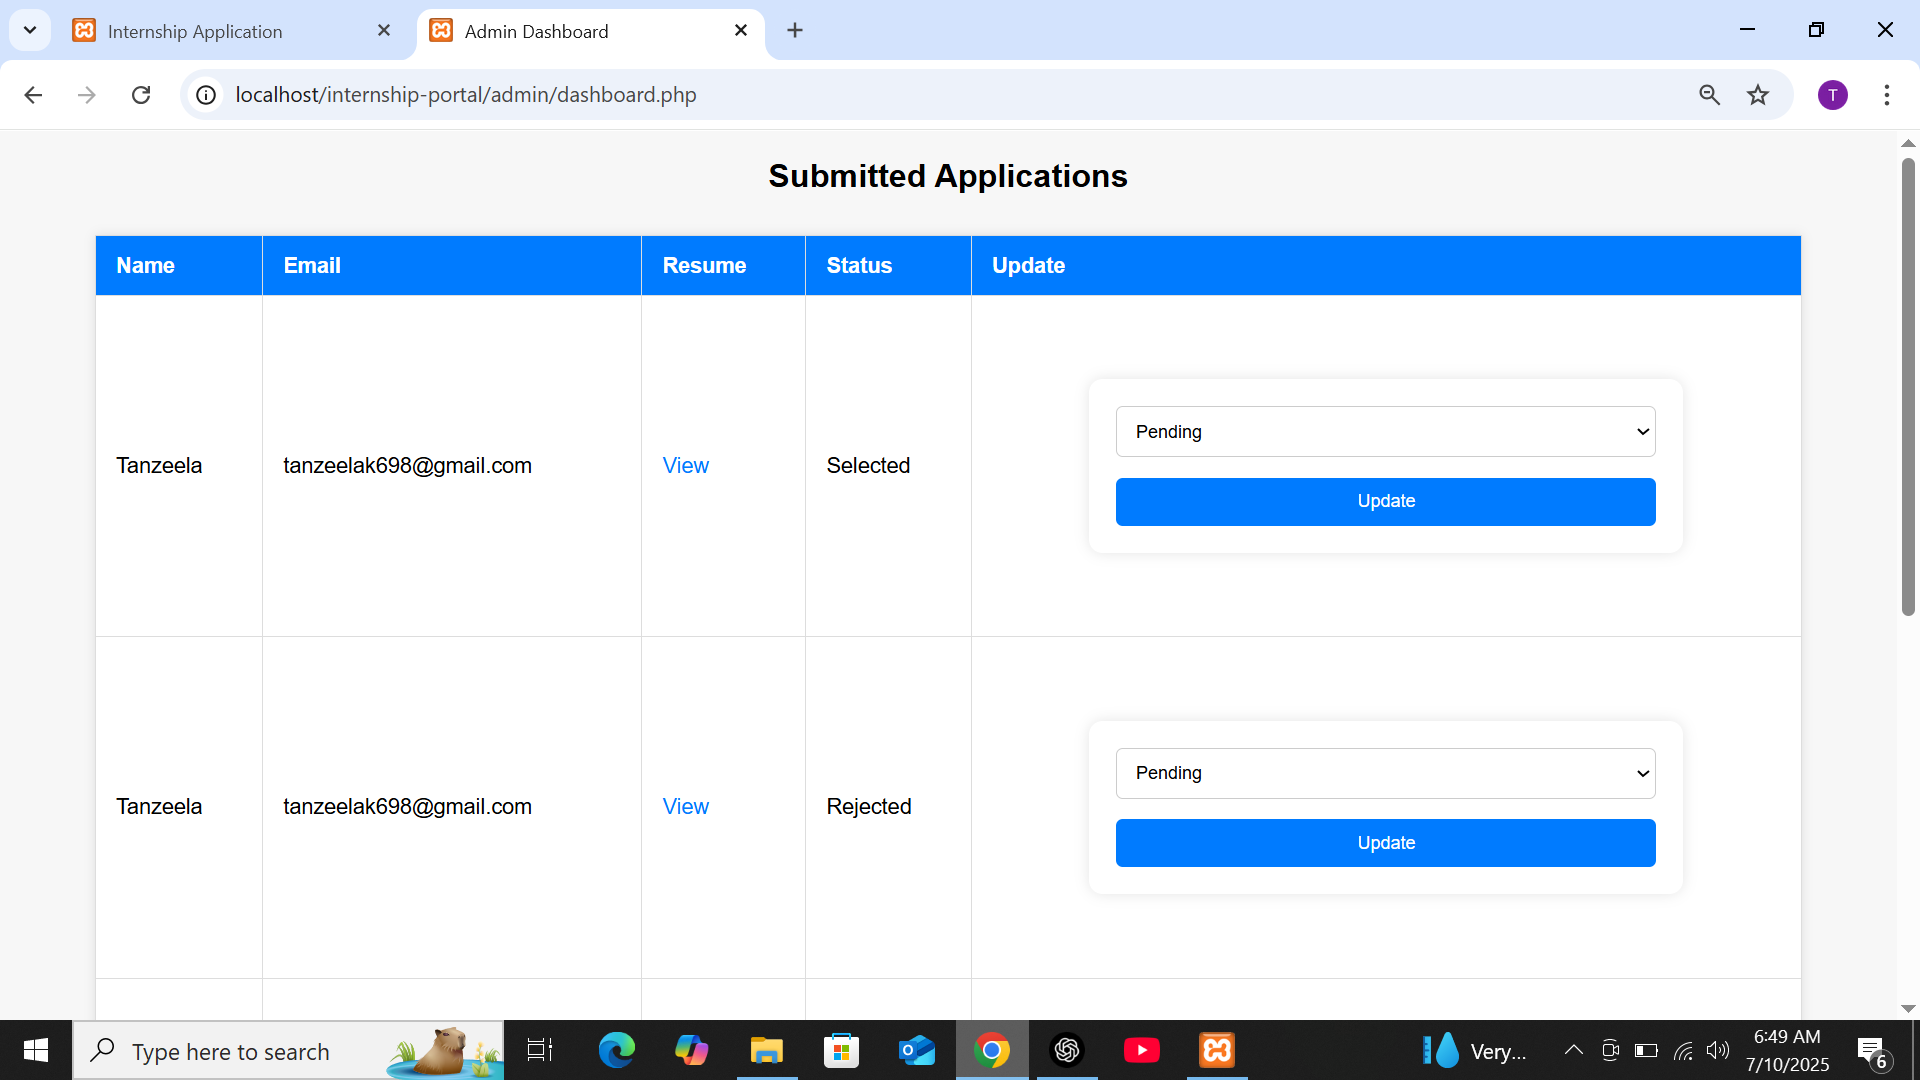 Internship Application
Admin Dashboard
localhost/internship-portal/admin/dashboard.php
T
Submitted Applications
Name Email Resume Status Update
Pending
Tanzeela tanzeelak698@gmail.com View Selected
Update
Pending
Tanzeela tanzeelak698@gmail.com View Rejected
Update
Type here to search
Very...
6:49 AM
7/10/2025
6